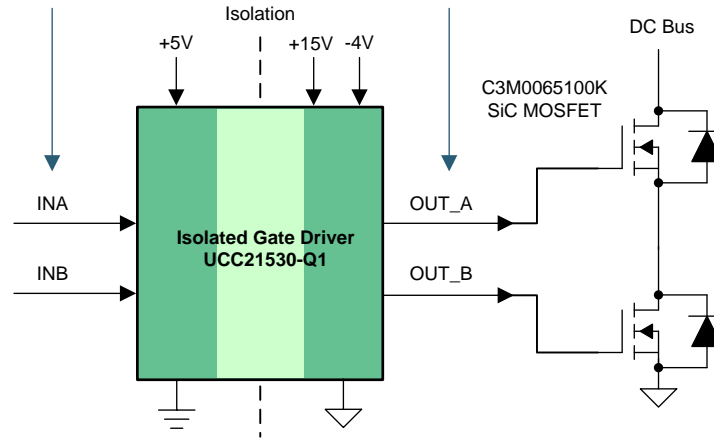 Isolation
+5V
+15V
-4V
DC Bus
C3M0065100K
SiC MOSFET
INA
OUT_A
Isolated Gate Driver
UCC21530-Q1
INB
OUT_B